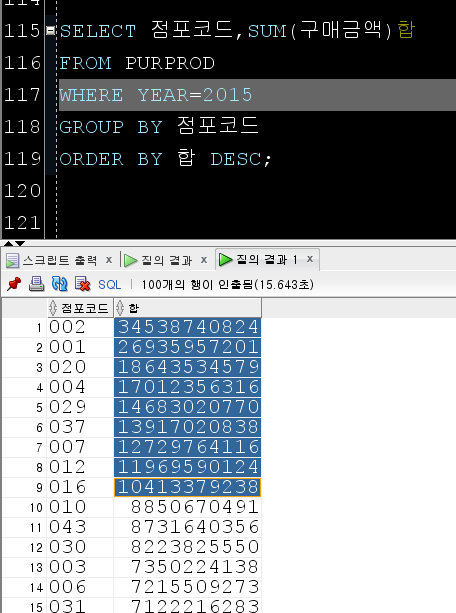 114
115 SELECT 점포코드,SUM(구매금액)합
116 FROM PURPROD
117 WHERE YEAR=2015
118 GROUP BY 점포코드
119 ORDER BY 합 DESC;
120
121
스크립트 출력 x 질의 결과 x 질의 결과 1 x
SQL 100개의 행이 인출됨(15.643초)
점포코드 합
1 002 34538740824
2 001 26935957201
3 020 18643534579
4 004 17012356316
5 029 14683020770
6 037 13917020838
7 007 12729764116
8 012 11969590124
9 016 10413379238
10 010 8850670491
11 043 8731640356
12 030 8223825550
13 003 7350224138
14 006 7215509273
15 031 7122216283